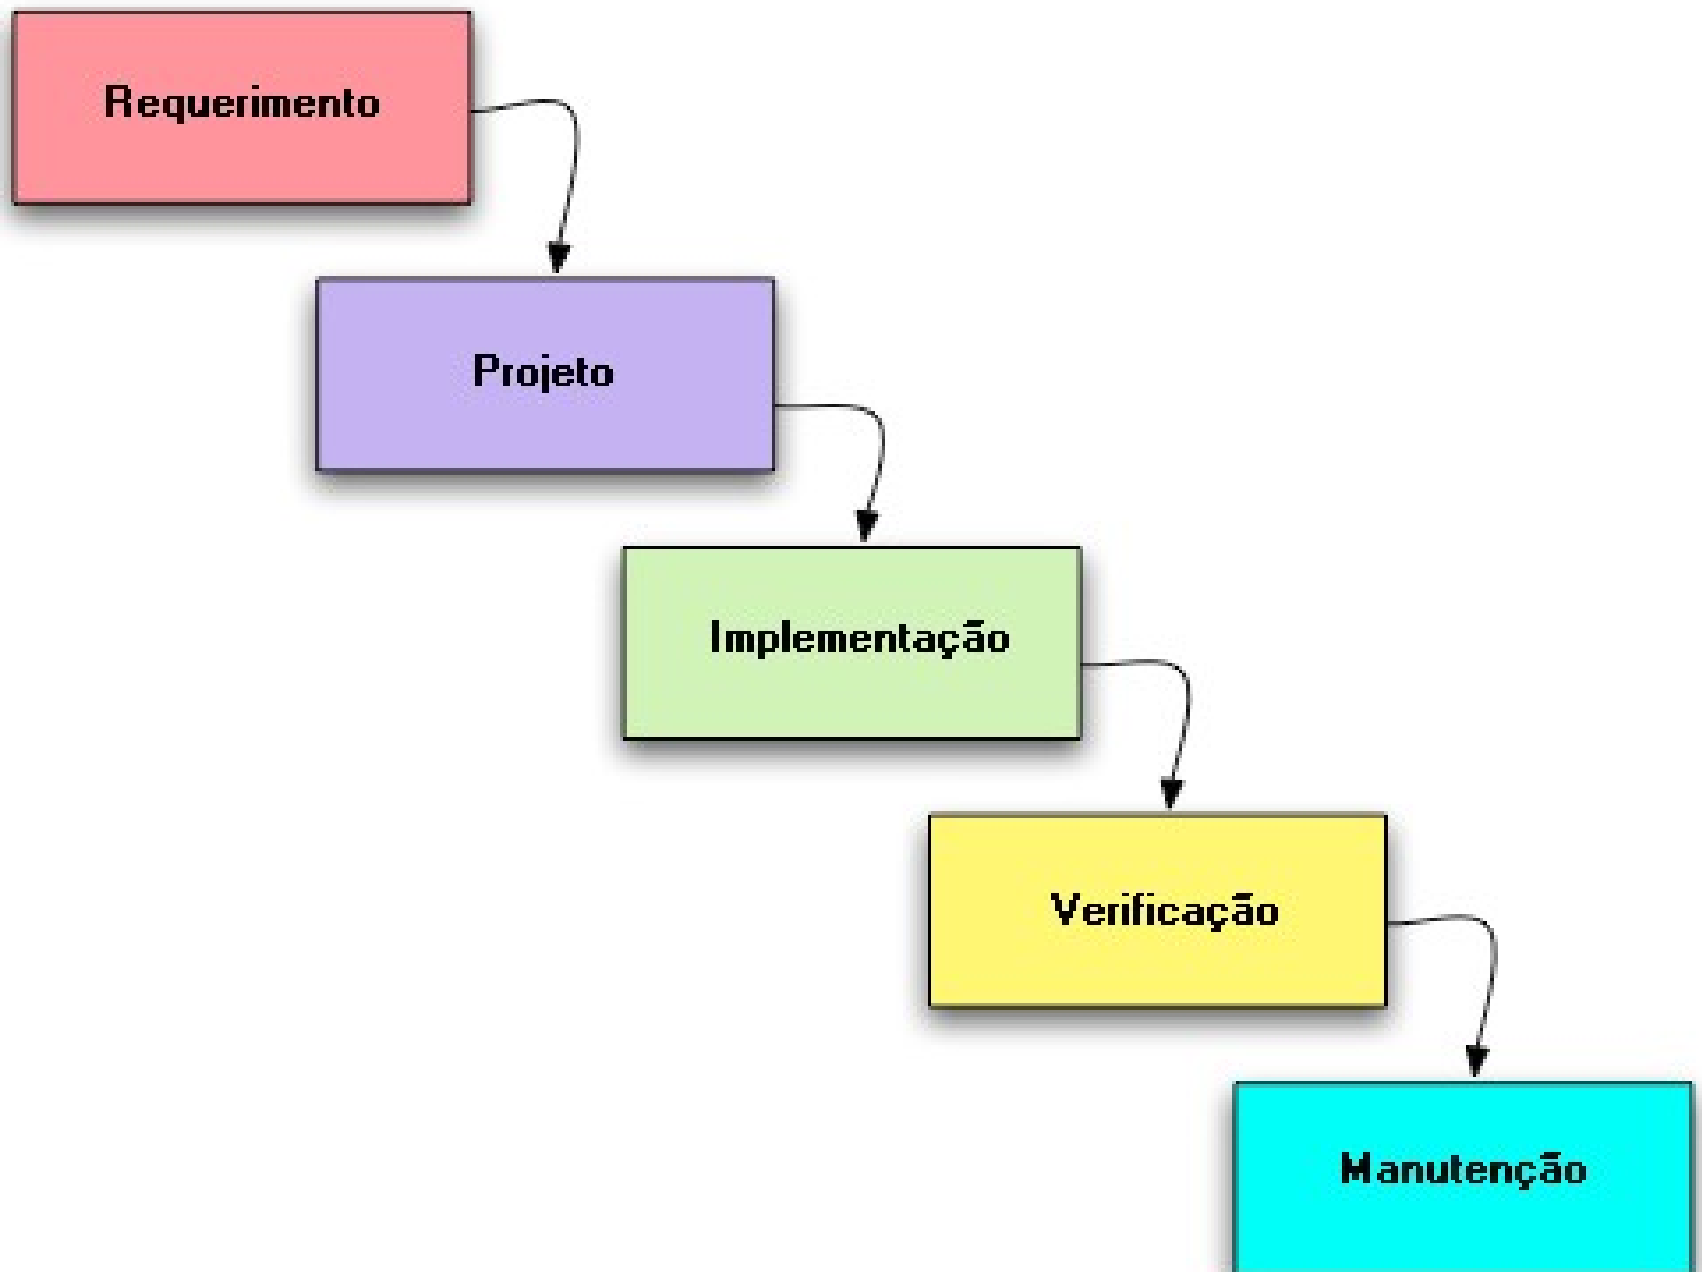 Requerimento
Projeto
Implementação
Verificação
Manutenção